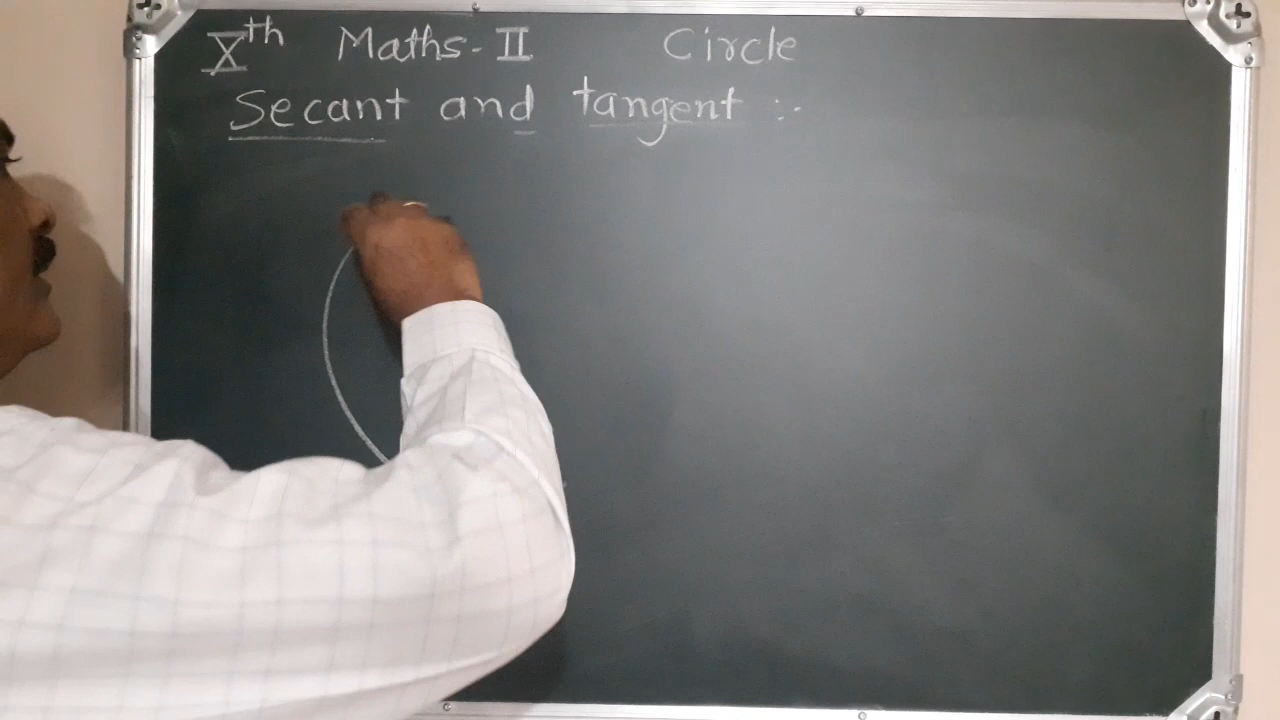 Xth Maths-II Circle
Secant and tangent :-